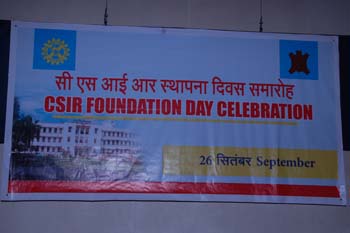 सी एस आई आर स्थापना दिवस समारोह
CSIR FOUNDATION DAY CELEBRATION
26 सितंबर September